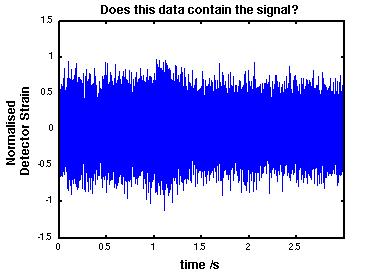 Does this data contain the signal?
1.5
1
0.5
0
-0.5
-1
-1.5
Normalised
Detector Strain
0 0.5 1 1.5 2 2.5
time /s